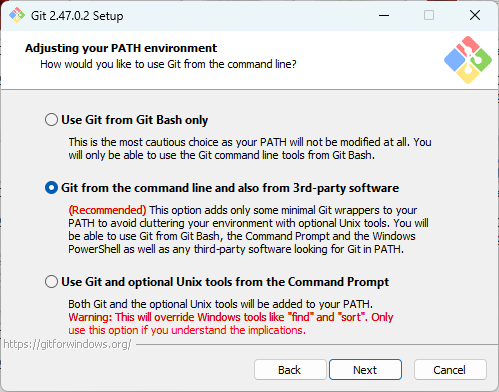 Git 2.47.0.2 Setup
Adjusting your PATH environment
How would you like to use Git from the command line?
Use Git from Git Bash only
This is the most cautious choice as your PATH will not be modified at all. You
will only be able to use the Git command line tools from Git Bash.
Git from the command line and also from 3rd-party software
(Recommended) This option adds only some minimal Git wrappers to your
PATH to avoid cluttering your environment with optional Unix tools. You will
be able to use Git from Git Bash, the Command Prompt and the Windows
PowerShell as well as any third-party software looking for Git in PATH.
Use Git and optional Unix tools from the Command Prompt
Both Git and the optional Unix tools will be added to your PATH.
Warning: This will override Windows tools like "find" and "sort". Only
use this option if you understand the implications.
https://gitforwindows.org/
Back
Next
Cancel